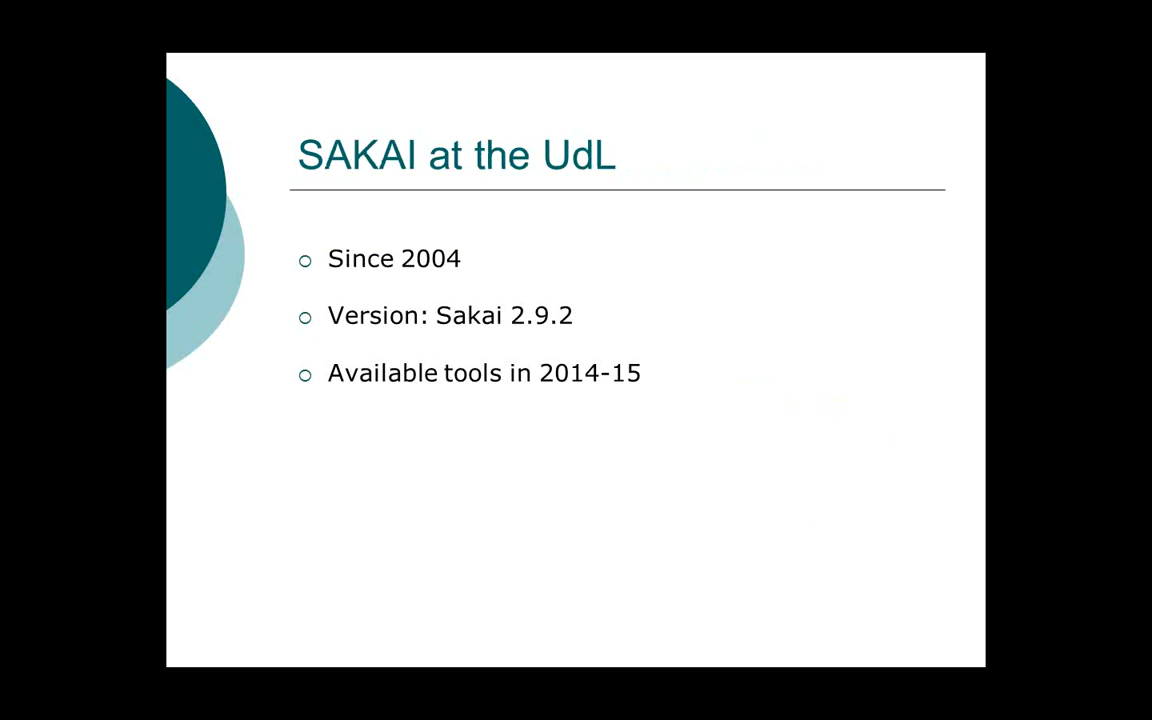 SAKAI at the UdL
Since 2004
Version: Sakai 2.9.2
Available tools in 2014-15